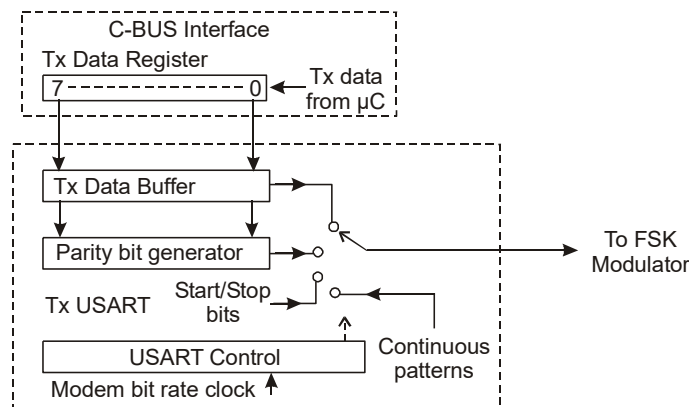 C-BUS Interface
Tx Data Register
7 0
Tx data
from µC
Tx Data Buffer
Parity bit generator
To FSK
Modulator
Start/Stop
bits
Tx USART
USART Control
Continuous
patterns
Modem bit rate clock